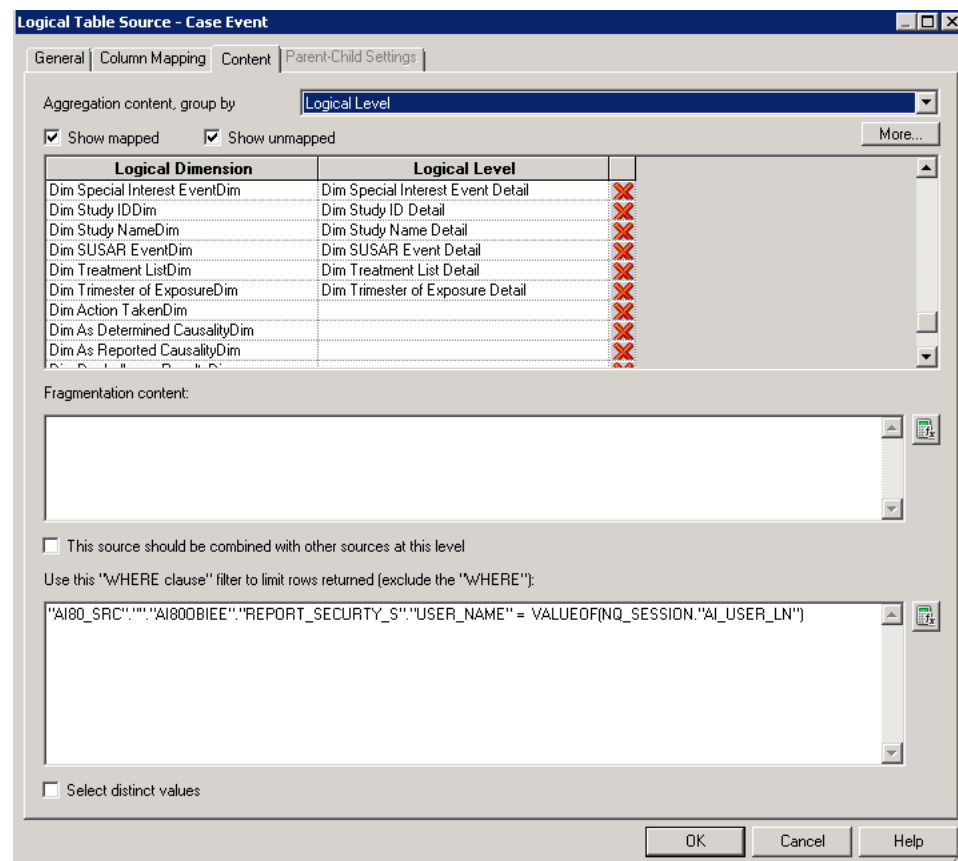 Logical Table Source - Case Event
General Column Mapping Content Parent-Child Settings
Aggregation content, group by Logical Level
Show mapped Show unmapped More...
Logical Dimension Logical Level
Dim Special Interest EventDim Dim Special Interest Event Detail
Dim Study IDDim Dim Study ID Detail
Dim Study NameDim Dim Study Name Detail
Dim SUSAR EventDim Dim SUSAR Event Detail
Dim Treatment ListDim Dim Treatment List Detail
Dim Trimester of ExposureDim Dim Trimester of Exposure Detail
Dim Action TakenDim
Dim As Determined CausalityDim
Dim As Reported CausalityDim
Fragmentation content:
This source should be combined with other sources at this level
Use this "WHERE clause" filter to limit rows returned (exclude the "WHERE"):
"AI80_SRC".""."AI80OBIEE"."REPORT_SECURTY_S"."USER_NAME" = VALUEOF(NQ_SESSION."AI_USER_LN")
Select distinct values
OK Cancel Help